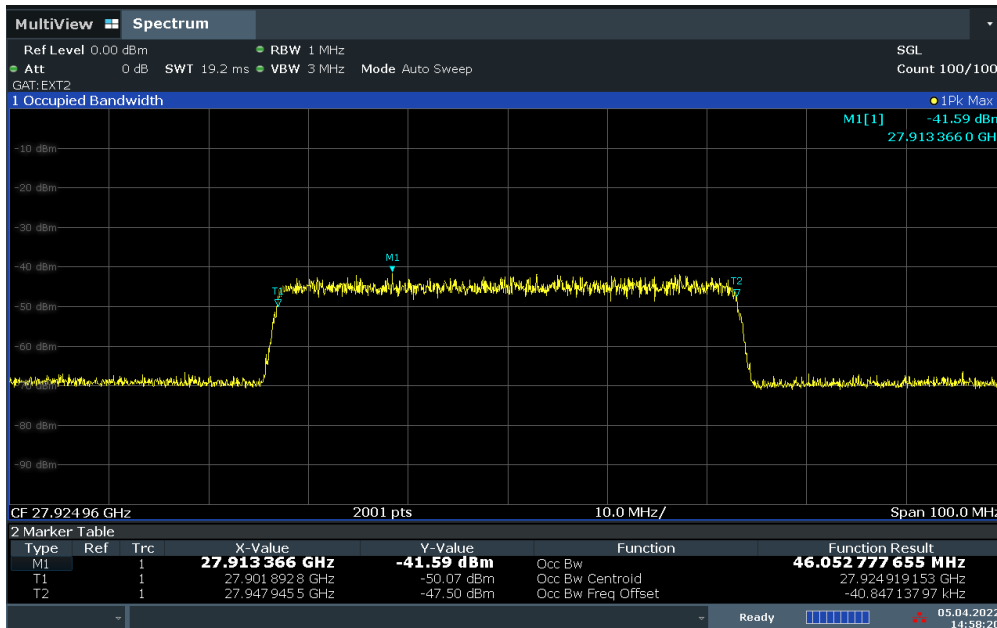 MultiView Spectrum
Ref Level 0.00 dBm RBW 1 MHz SGL
Att 0 dB SWT 19.2 ms VBW 3 MHz Mode Auto Sweep Count 100/100
GAT:EXT2
1 Occupied Bandwidth 1Pk Max
M1[1] -41.59 dBm
27.913 366 0 GH
-10 dBm
-20 dBm
-30 dBm
M1
-40 dBm
T1 T2
-50 dBm
-60 dBm
-70 dBm
-80 dBm
-90 dBm
CF 27.924 96 GHz 2001 pts 10.0 MHz/ Span 100.0 MHz
2 Marker Table
Type Ref Trc X-Value Y-Value Function Function Result
M1 1 27.913 366 GHz -41.59 dBm Occ Bw 46.052 777 655 MHz
T1 1 27.901 892 8 GHz -50.07 dBm Occ Bw Centroid 27.924 919 153 GHz
T2 1 27.947 945 5 GHz -47.50 dBm Occ Bw Freq Offset -40.847 137 97 kHz
Ready 05.04.2022
14:58:20